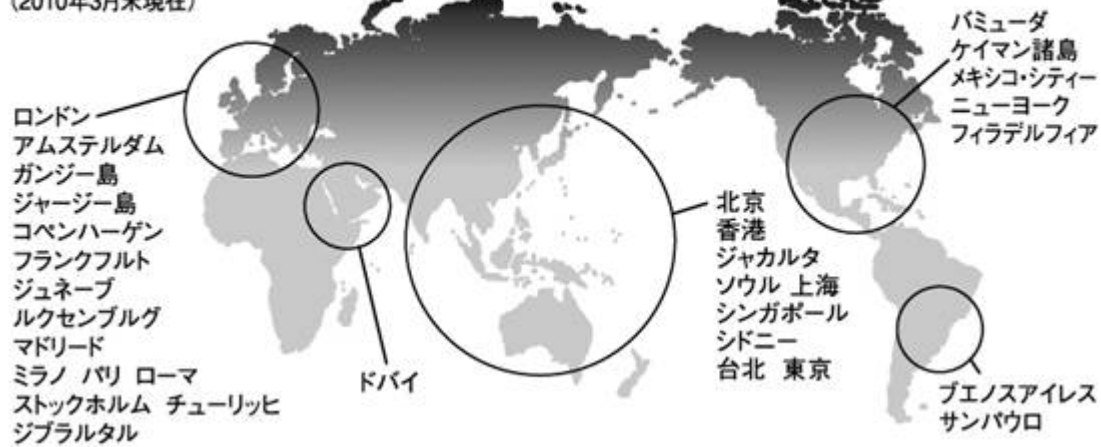 (2010年3月末現在)
ロンドン
アムステルダム
ガンジー島
ジャージー島
コペンハーゲン
フランクフルト
ジュネーブ
ルクセンブルグ
マドリード
ミラノ パリ ローマ
ストックホルム チューリッヒ
ジブラルタル
ドバイ
北京
香港
ジャカルタ
ソウル 上海
シンガポール
シドニー
台北 東京
バミューダ
ケイマン諸島
メキシコ・シティー
ニューヨーク
フィラデルフィア
ブエノスアイレス
サンパウロ